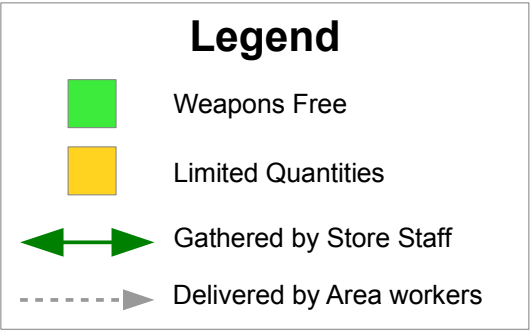 Legend
Weapons Free
Limited Quantities
Gathered by Store Staff
Delivered by Area workers